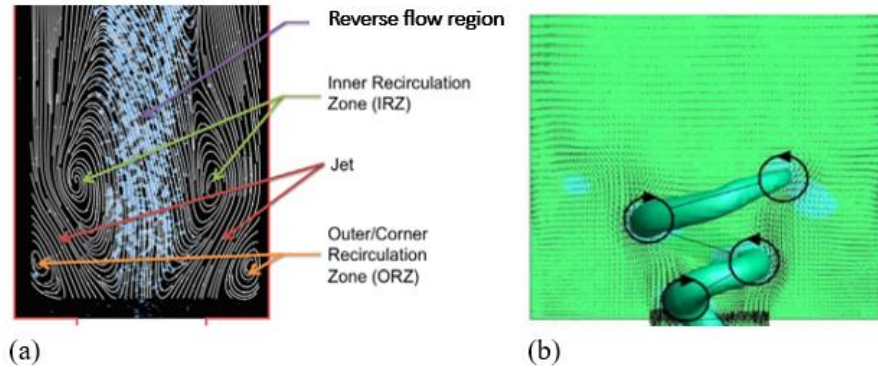 Reverse flow region
Inner Recirculation
Zone (IRZ)
Jet
Outer/Corner
Recirculation
Zone (ORZ)
(a)
(b)